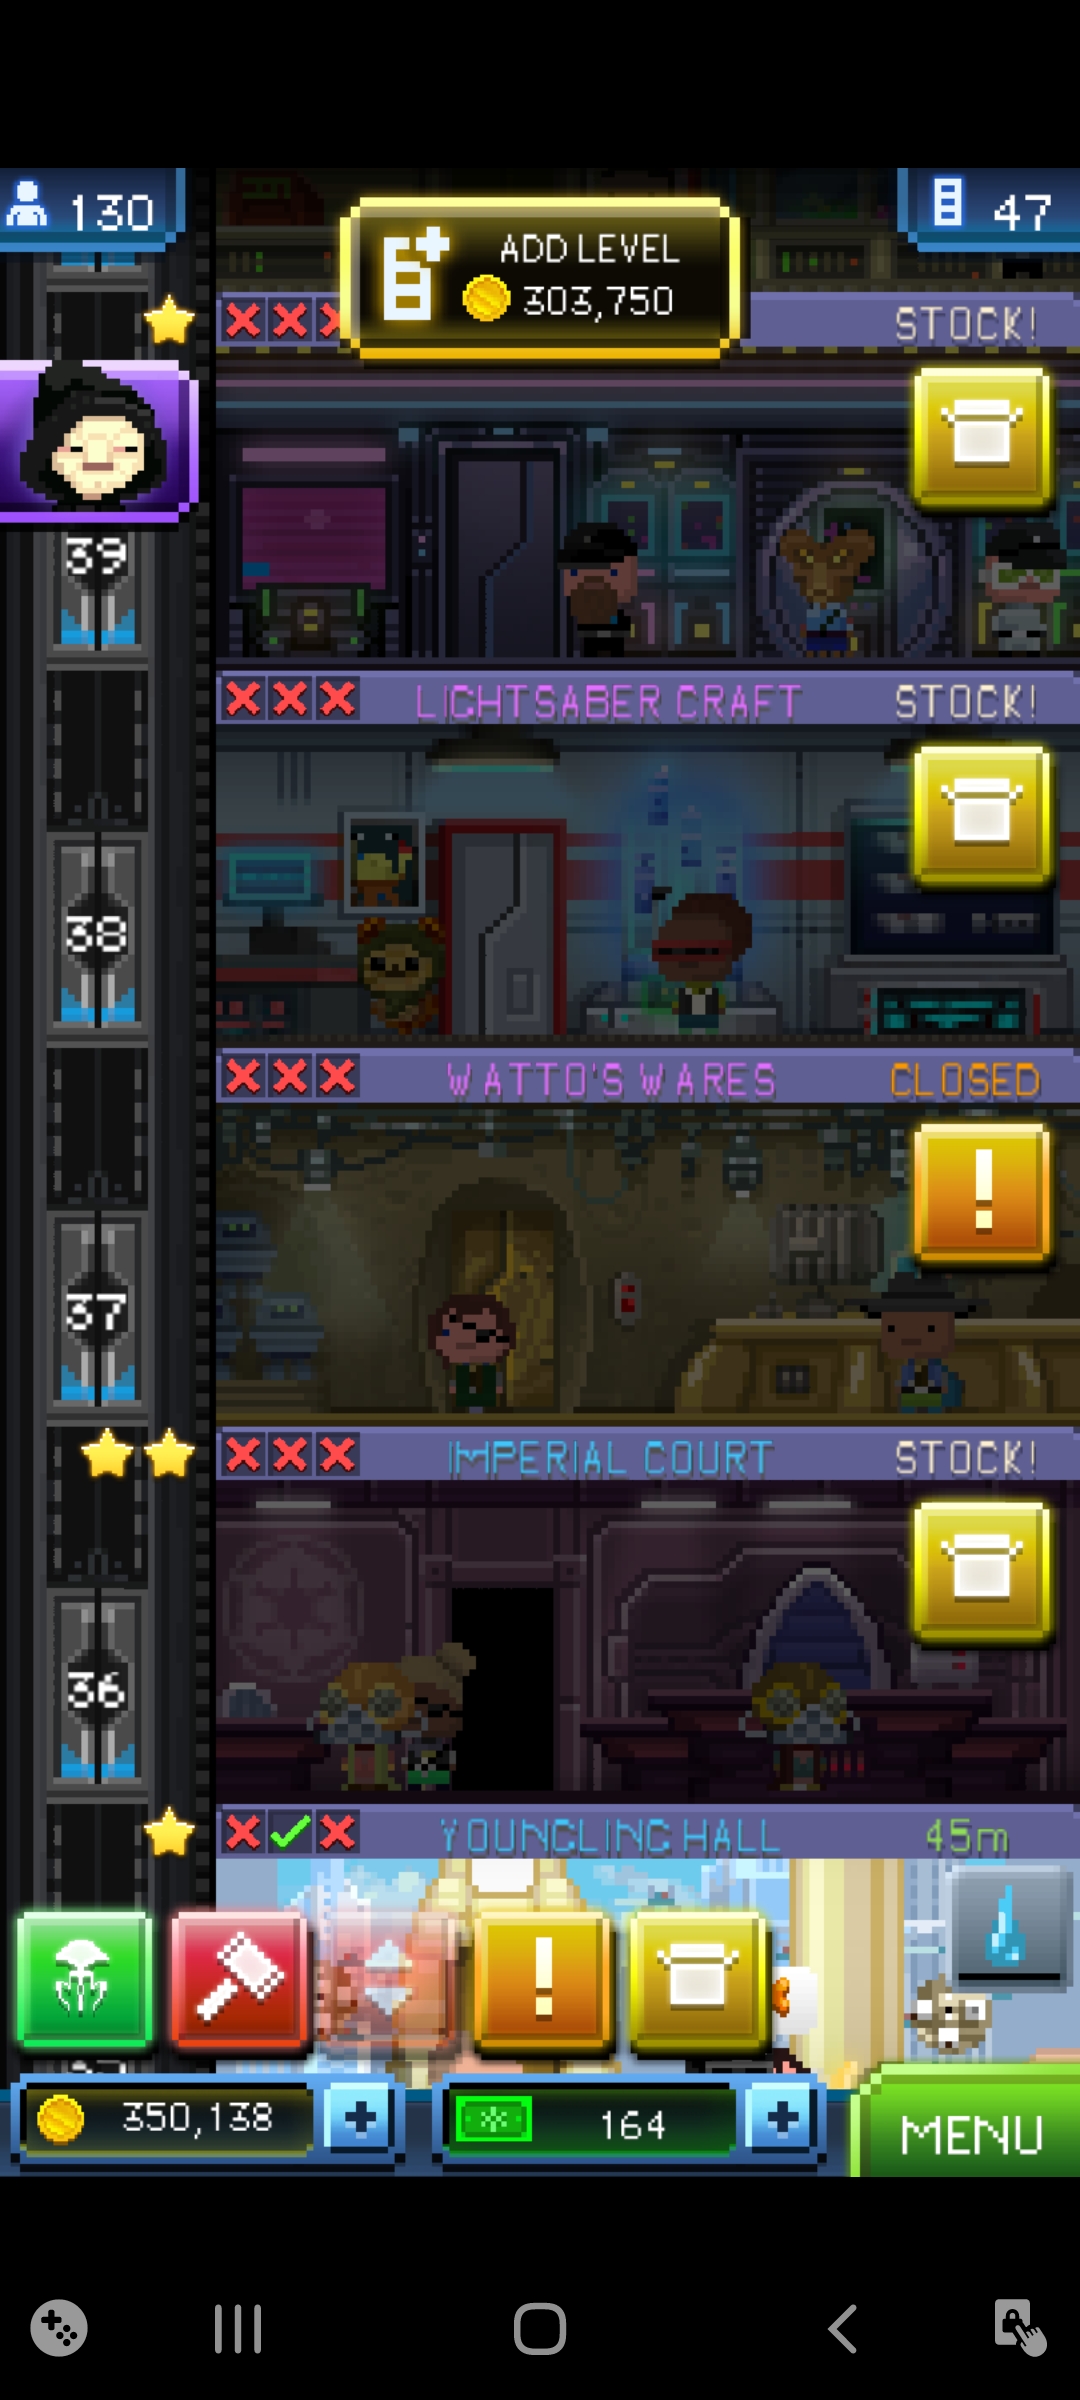 130
47
ADD LEVEL
303,750
STOCK!
39
LIGHTSABER CRAFT
STOCK!
38
WATTO'S WARES
CLOSED
!
37
IMPERIAL COURT
STOCK!
36
YOUNGLING HALL
45m
!
350,138
+
164
+
MENU